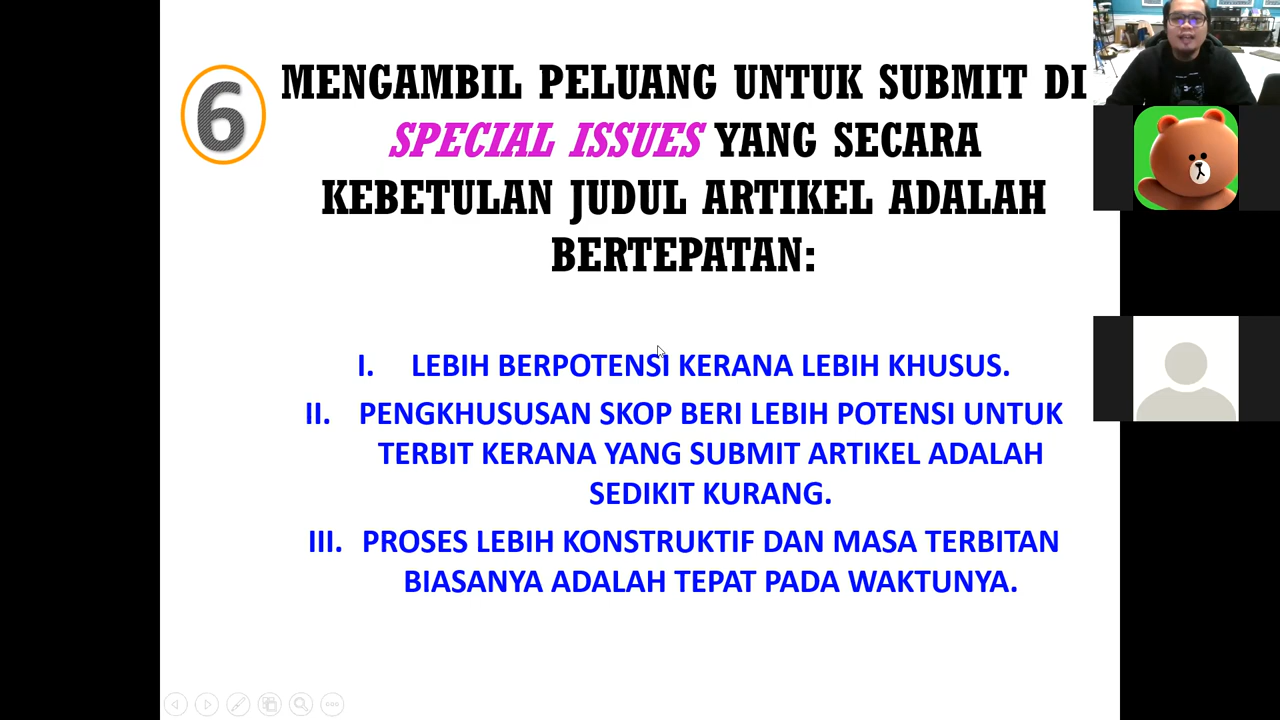 6
MENGAMBIL PELUANG UNTUK SUBMIT DI
SPECIAL ISSUES YANG SECARA
KEBETULAN JUDUL ARTIKEL ADALAH
BERTEPATAN:
I. LEBIH BERPOTENSI KERANA LEBIH KHUSUS.
II. PENGKHUSUSAN SKOP BERI LEBIH POTENSI UNTUK
TERBIT KERANA YANG SUBMIT ARTIKEL ADALAH
SEDIKIT KURANG.
III. PROSES LEBIH KONSTRUKTIF DAN MASA TERBITAN
BIASANYA ADALAH TEPAT PADA WAKTUNYA.